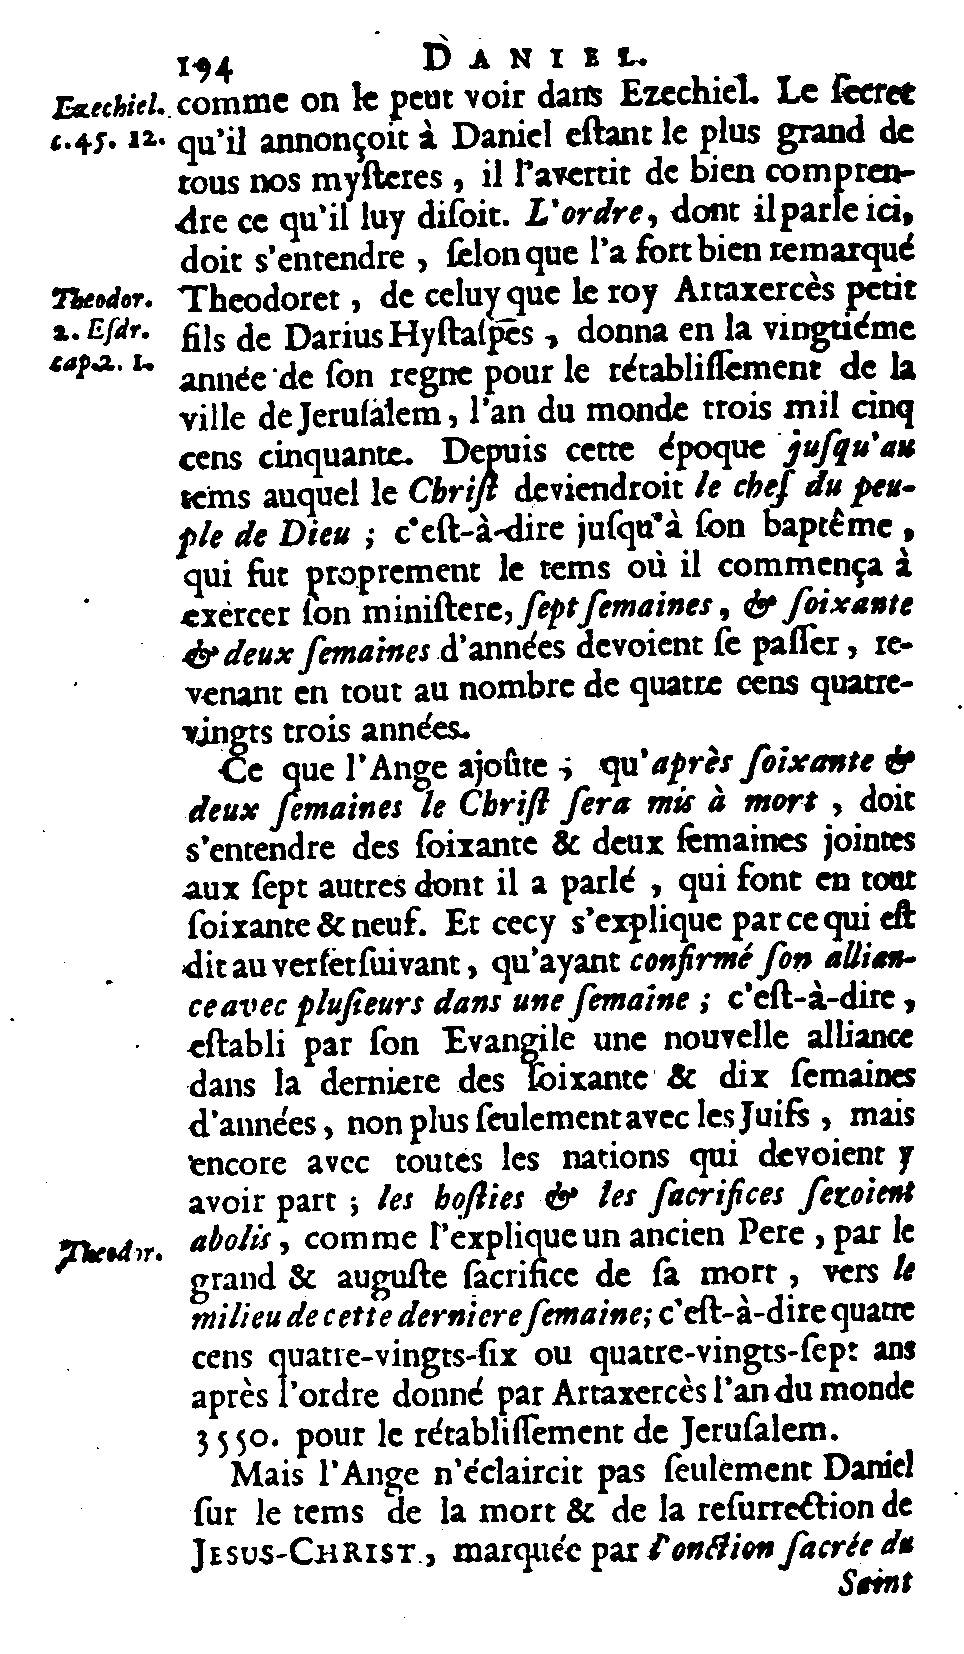 194 DANIEL.
Ezechiel. comme on le peut voir dans Ezechiel. Le ſecret
c.45. 12. qu'il annonçoit à Daniel eſtant le plus grand de
tous nos myſteres, il l'avertit de bien compren-
dre ce qu'il luy diſoit. L'ordre, dont il parle ici,
doit s'entendre, ſelon que l'a fort bien remarqué
Theodor. Theodoret, de celuy que le roy Artaxercès petit
2. Eſdr. fils de Darius Hyſtaſpes, donna en la vingtiéme
cap.2. 1. année de ſon regne pour le rétabliſſement de la
ville de Jeruſalem, l'an du monde trois mil cinq
cens cinquante. Depuis cette époque juſqu'au
tems auquel le Chriſt deviendroit le chef du peu-
ple de Dieu ; c'eſt-à-dire juſqu'à ſon baptême,
qui fut proprement le tems où il commença à
exercer ſon miniſtere, ſept ſemaines, & ſoixante
& deux ſemaines d'années devoient ſe paſſer, re-
venant en tout au nombre de quatre cens quatre-
vingts trois années.
Ce que l'Ange ajoûte ; qu'après ſoixante &
deux ſemaines le Chriſt ſera mis à mort, doit
s'entendre des ſoixante & deux ſemaines jointes
aux ſept autres dont il a parlé, qui font en tout
ſoixante & neuf. Et cecy s'explique par ce qui eſt
dit au verſet ſuivant, qu'ayant confirmé ſon allian-
ce avec pluſieurs dans une ſemaine ; c'eſt-à-dire,
eſtabli par ſon Evangile une nouvelle alliance
dans la derniere des ſoixante & dix ſemaines
d'années, non plus ſeulement avec les Juifs, mais
encore avec toutes les nations qui devoient y
avoir part ; les hoſties & les ſacrifices ſeroient
Theodor. abolis, comme l'explique un ancien Pere, par le
grand & auguſte ſacrifice de ſa mort, vers le
milieu de cette derniere ſemaine; c'eſt-à-dire quatre
cens quatre-vingts-ſix ou quatre-vingts-ſept ans
après l'ordre donné par Artaxercès l'an du monde
3550. pour le rétabliſſement de Jeruſalem.
Mais l'Ange n'éclaircit pas ſeulement Daniel
ſur le tems de la mort & de la reſurrection de
JESUS-CHRIST, marquée par l'onction ſacrée du
Saint